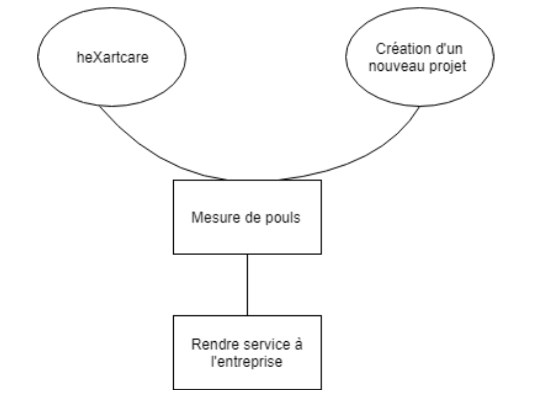 heXartcare
Création d'un
nouveau projet
Mesure de pouls
Rendre service à
l'entreprise